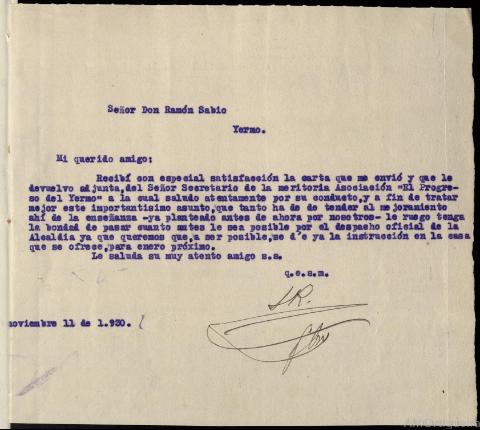 Señor Don Ramón Sabio
Yermo.
Mi querido amigo:
Recibí con especial satisfacción la carta que me envió y que le
devuelvo adjunta,del Señor Secretario de la meritoria Asociación "El Progre-
so del Yermo" a la cual saludo atentamente por su conducto,y a fin de tratar
mejor este importantísimo asunto,que tanto ha de de tender al mejoramiento
ahí de la enseñanza -ya planteado antes de ahora por nosotros- le ruego tenga
la bondad de pasar cuanto antes le sea posible por el despacho oficial de la
Alcaldía ya que queremos que,a ser posible,se d'e ya la instrucción en la casa
que se ofrece,para enero próximo.
Le saluda su muy atento amigo s.s.
q.e.s.m.
noviembre 11 de 1.930.